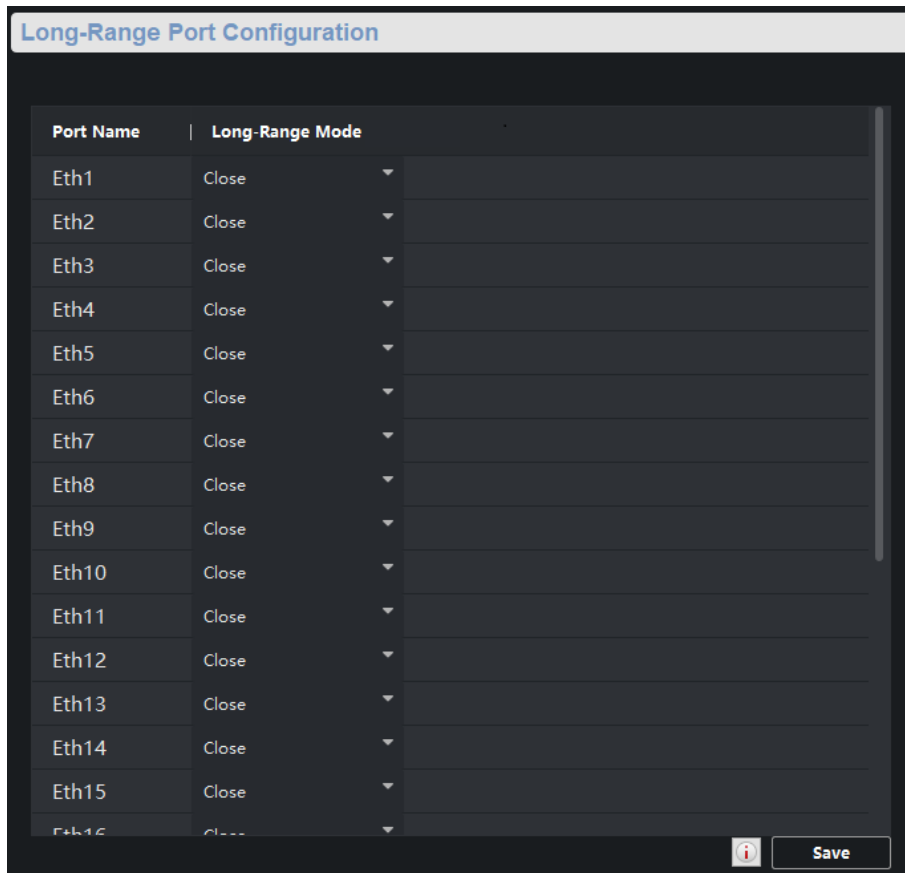 Long-Range Port Configuration
Port Name | Long-Range Mode
Eth1 Close
Eth2 Close
Eth3 Close
Eth4 Close
Eth5 Close
Eth6 Close
Eth7 Close
Eth8 Close
Eth9 Close
Eth10 Close
Eth11 Close
Eth12 Close
Eth13 Close
Eth14 Close
Eth15 Close
Eth16 Close
Save